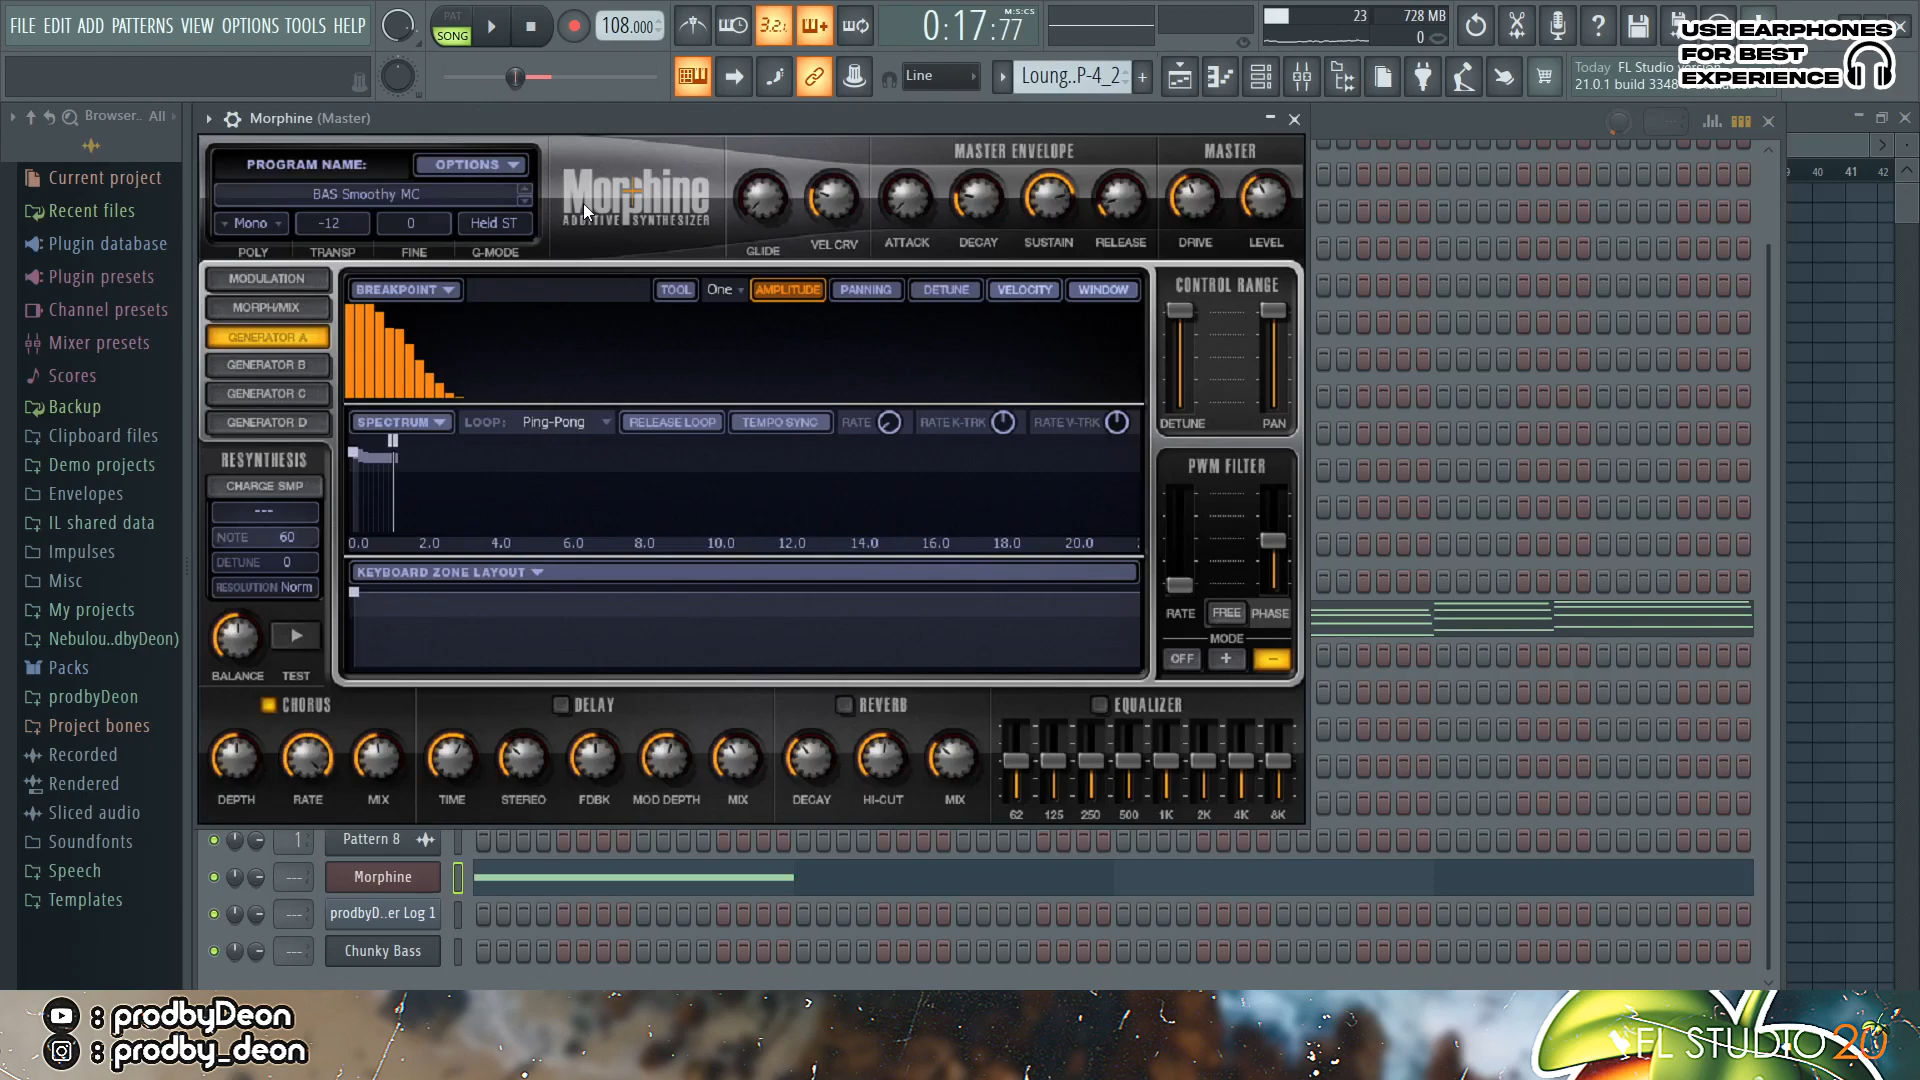 FILE EDIT ADD PATTERNS VIEW OPTIONS TOOLS HELP
PAT
SONG
108.000
3.2.
0:17:77
M:S:CS
23
728 MB
0
USE EARPHONES
FOR BEST
EXPERIENCE
Line
Loung..P-4_2
Today FL Studio
21.0.1 build 3348
Browser.. All
Current project
Recent files
Plugin database
Plugin presets
Channel presets
Mixer presets
Scores
Backup
Clipboard files
Demo projects
Envelopes
IL shared data
Impulses
Misc
My projects
Nebulou..dbyDeon)
Packs
prodbyDeon
Project bones
Recorded
Rendered
Sliced audio
Soundfonts
Speech
Templates
Morphine (Master)
PROGRAM NAME:
OPTIONS
BAS Smoothy MC
Mono
-12
0
Held ST
POLY
TRANSP
FINE
G-MODE
Morphine
ADDITIVE SYNTHESIZER
GLIDE
VEL CRV
MASTER ENVELOPE
ATTACK
DECAY
SUSTAIN
RELEASE
MASTER
DRIVE
LEVEL
MODULATION
MORPH/MIX
GENERATOR A
GENERATOR B
GENERATOR C
GENERATOR D
RESYNTHESIS
CHARGE SMP
---
NOTE 60
DETUNE 0
RESOLUTION Norm
BALANCE
TEST
BREAKPOINT
TOOL
One
AMPLITUDE
PANNING
DETUNE
VELOCITY
WINDOW
SPECTRUM
LOOP:
Ping-Pong
RELEASE LOOP
TEMPO SYNC
RATE
RATE K-TRK
RATE V-TRK
0.0 2.0 4.0 6.0 8.0 10.0 12.0 14.0 16.0 18.0 20.0
KEYBOARD ZONE LAYOUT
CONTROL RANGE
DETUNE
PAN
PWM FILTER
RATE
FREE
PHASE
MODE
OFF
+
-
CHORUS
DEPTH
RATE
MIX
DELAY
TIME
STEREO
FDBK
MOD DEPTH
MIX
REVERB
DECAY
HI-CUT
MIX
EQUALIZER
62
125
250
500
1K
2K
4K
8K
40 41 42
1
Pattern 8
---
Morphine
---
prodbyD..er Log 1
---
Chunky Bass
: prodbyDeon
: prodby_deon
FL STUDIO 20